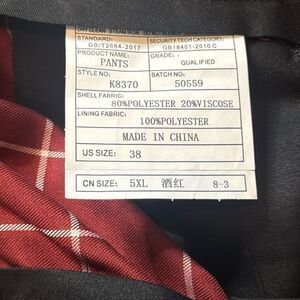 STANDARD: SECURITY TECH CATEGORY:
GB/T2664-2017 GB18401-2010 C
PRODUCT NAME: GRADE:
PANTS QUALIFIED
STYLE NO: BATCH NO:
K8370 50559
SHELL FABRIC:
80%POLYESTER 20%VISCOSE
LINING FABRIC:
100%POLYESTER
MADE IN CHINA
US SIZE: 38
CN SIZE: 5XL 酒红 8-3